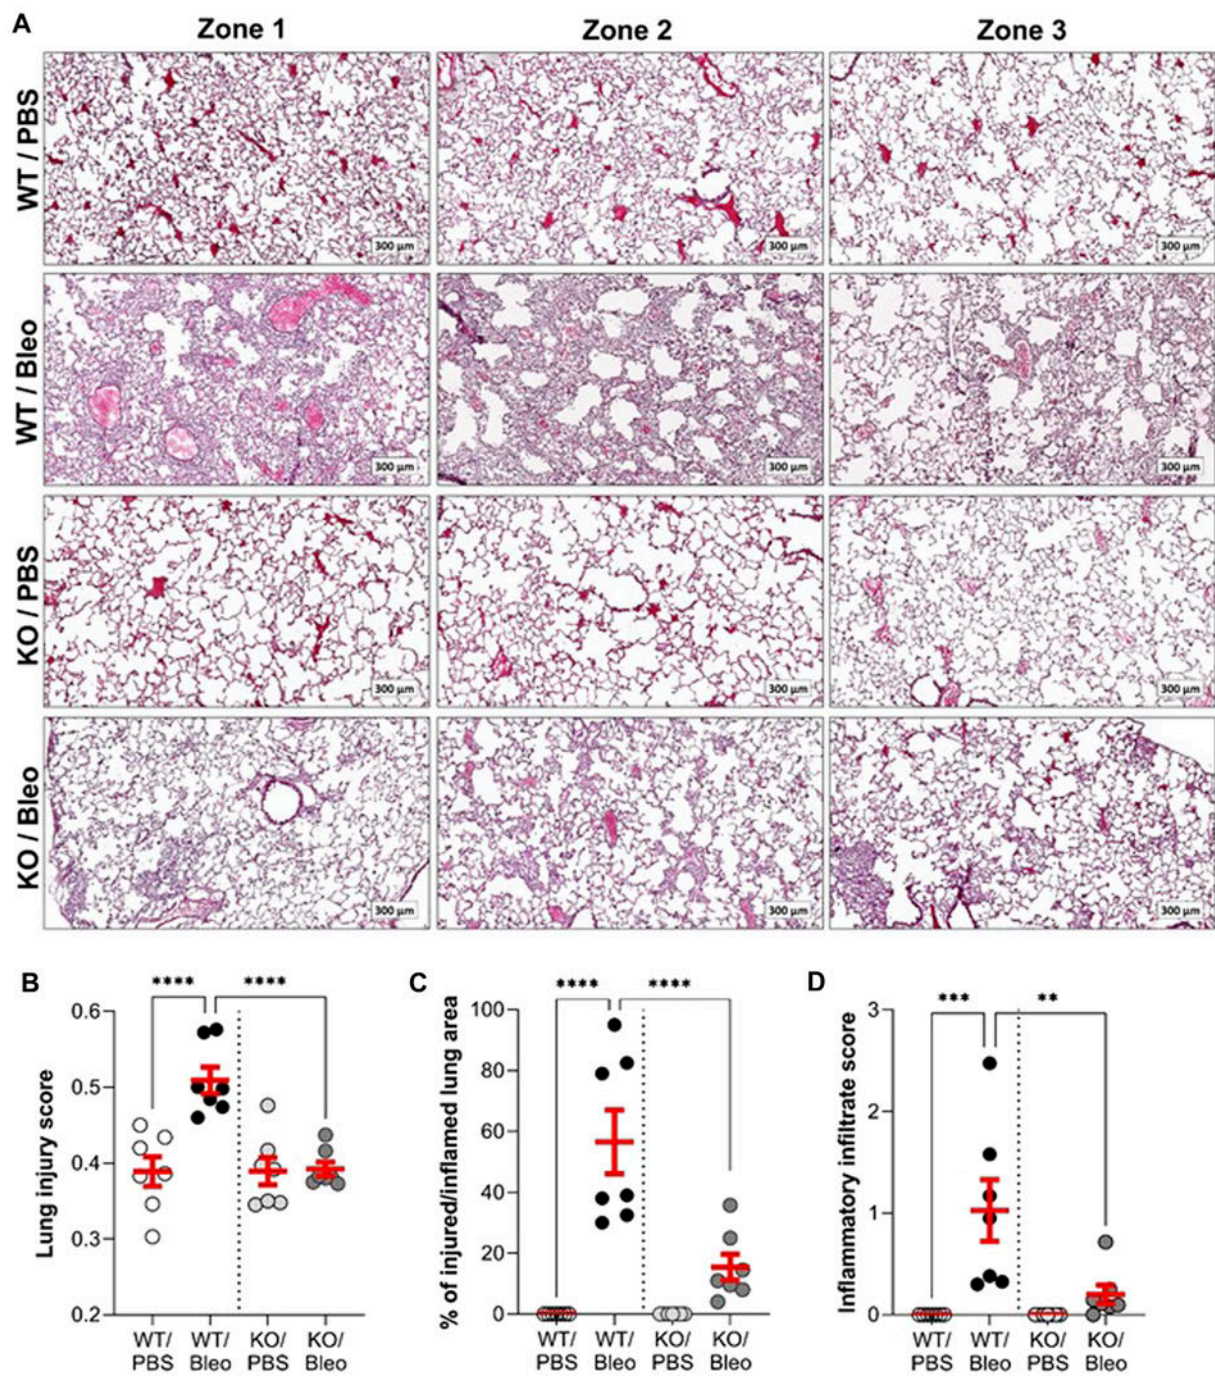 A
Zone 1
Zone 2
Zone 3
WT / PBS
300 µm
300 µm
300 µm
WT / Bleo
300 µm
300 µm
300 µm
KO / PBS
300 µm
300 µm
300 µm
KO / Bleo
300 µm
300 µm
300 µm
B
****
****
Lung injury score
0.6
0.5
0.4
0.3
0.2
WT/
PBS
WT/
Bleo
KO/
PBS
KO/
Bleo
C
****
****
% of injured/inflamed lung area
100
80
60
40
20
0
WT/
PBS
WT/
Bleo
KO/
PBS
KO/
Bleo
D
***
**
Inflammatory infiltrate score
3
2
1
0
WT/
PBS
WT/
Bleo
KO/
PBS
KO/
Bleo